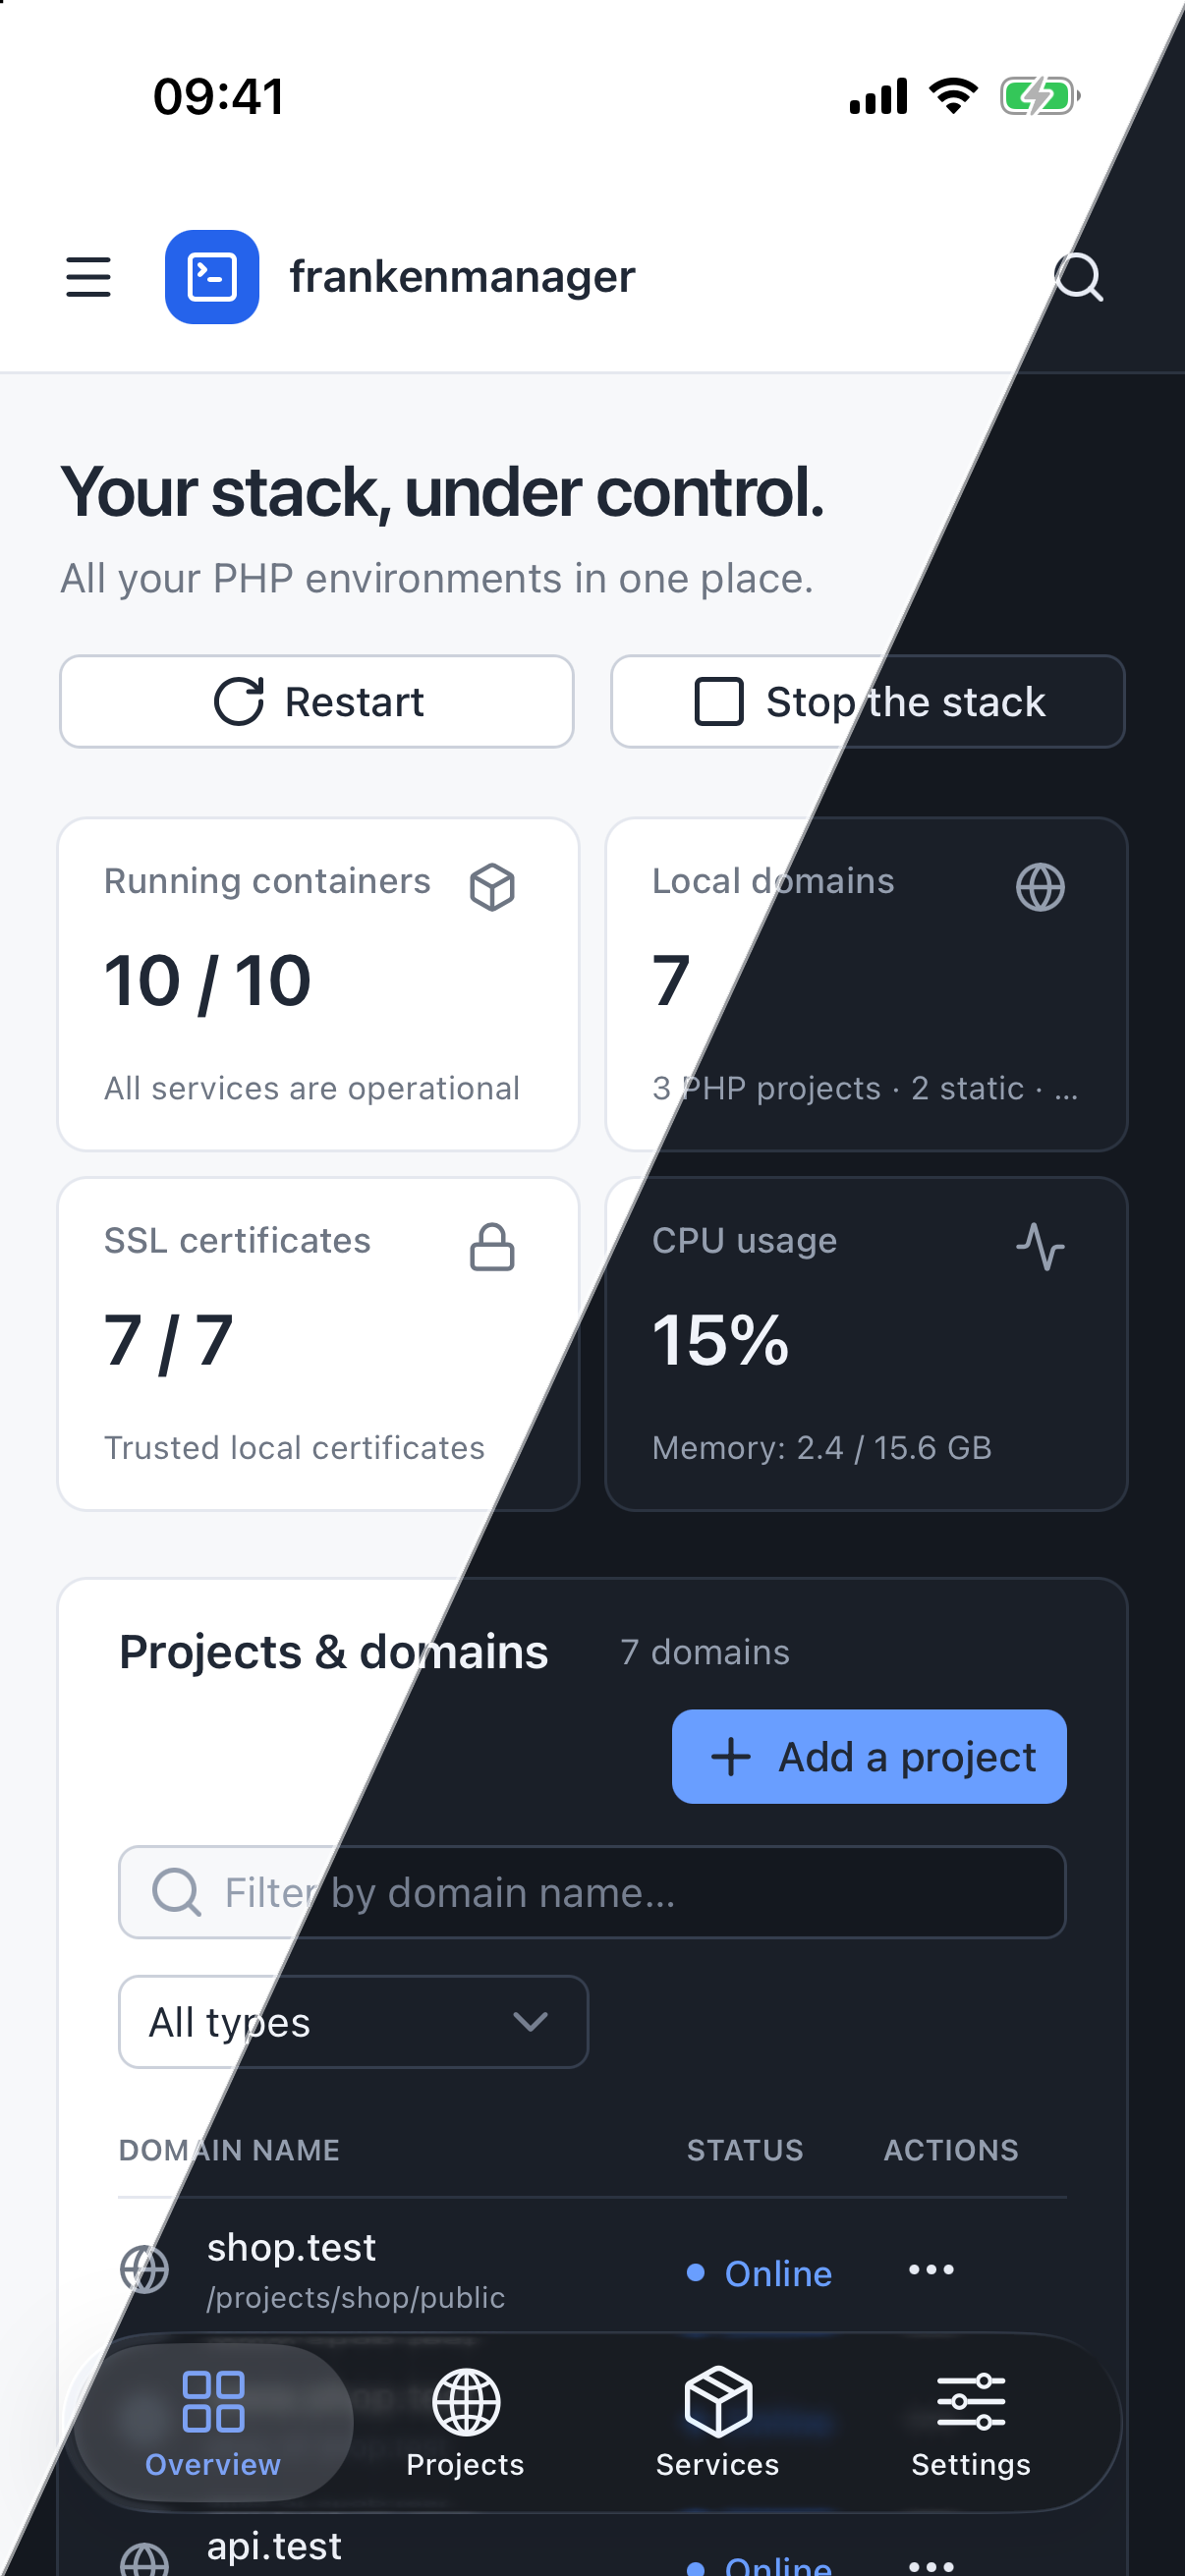 09:41
frankenmanager
Your stack, under control.
All your PHP environments in one place.
Restart
Stop the stack
Running containers
10 / 10
All services are operational
Local domains
7
3 PHP projects · 2 static · ...
SSL certificates
7 / 7
Trusted local certificates
CPU usage
15%
Memory: 2.4 / 15.6 GB
Projects & domains
7 domains
Add a project
Filter by domain name...
All types
DOMAIN NAME
STATUS
ACTIONS
shop.test
Online
/projects/shop/public
Overview
Projects
Services
Settings
api.test
Online